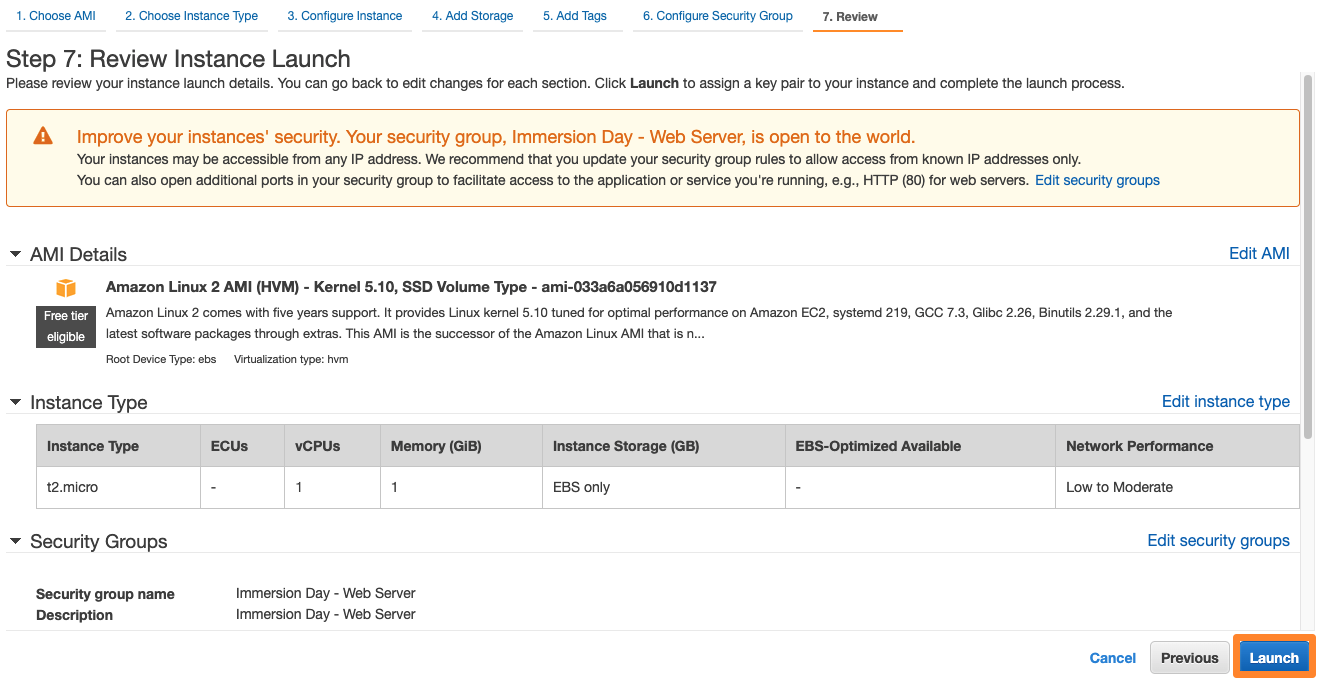 1. Choose AMI 2. Choose Instance Type 3. Configure Instance 4. Add Storage 5. Add Tags 6. Configure Security Group 7. Review
Step 7: Review Instance Launch
Please review your instance launch details. You can go back to edit changes for each section. Click Launch to assign a key pair to your instance and complete the launch process.
Improve your instances' security. Your security group, Immersion Day - Web Server, is open to the world.
Your instances may be accessible from any IP address. We recommend that you update your security group rules to allow access from known IP addresses only.
You can also open additional ports in your security group to facilitate access to the application or service you're running, e.g., HTTP (80) for web servers. Edit security groups
AMI Details Edit AMI
Amazon Linux 2 AMI (HVM) - Kernel 5.10, SSD Volume Type - ami-033a6a056910d1137
Free tier
eligible
Amazon Linux 2 comes with five years support. It provides Linux kernel 5.10 tuned for optimal performance on Amazon EC2, systemd 219, GCC 7.3, Glibc 2.26, Binutils 2.29.1, and the
latest software packages through extras. This AMI is the successor of the Amazon Linux AMI that is n...
Root Device Type: ebs Virtualization type: hvm
Instance Type Edit instance type
Instance Type ECUs vCPUs Memory (GiB) Instance Storage (GB) EBS-Optimized Available Network Performance
t2.micro - 1 1 EBS only - Low to Moderate
Security Groups Edit security groups
Security group name Immersion Day - Web Server
Description Immersion Day - Web Server
Cancel Previous Launch